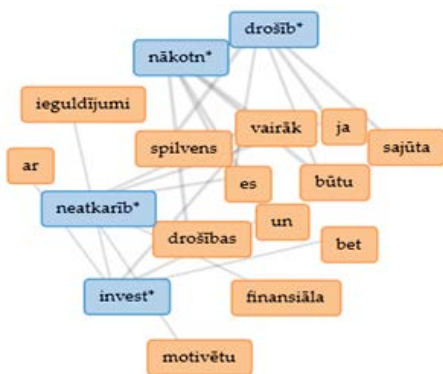 drošīb*
nākotn*
ieguldījumi
vairāk
ja
spilvens
sajūta
ar
es
būtu
neatkarīb*
un
drošības
bet
invest*
finansiāla
motivētu